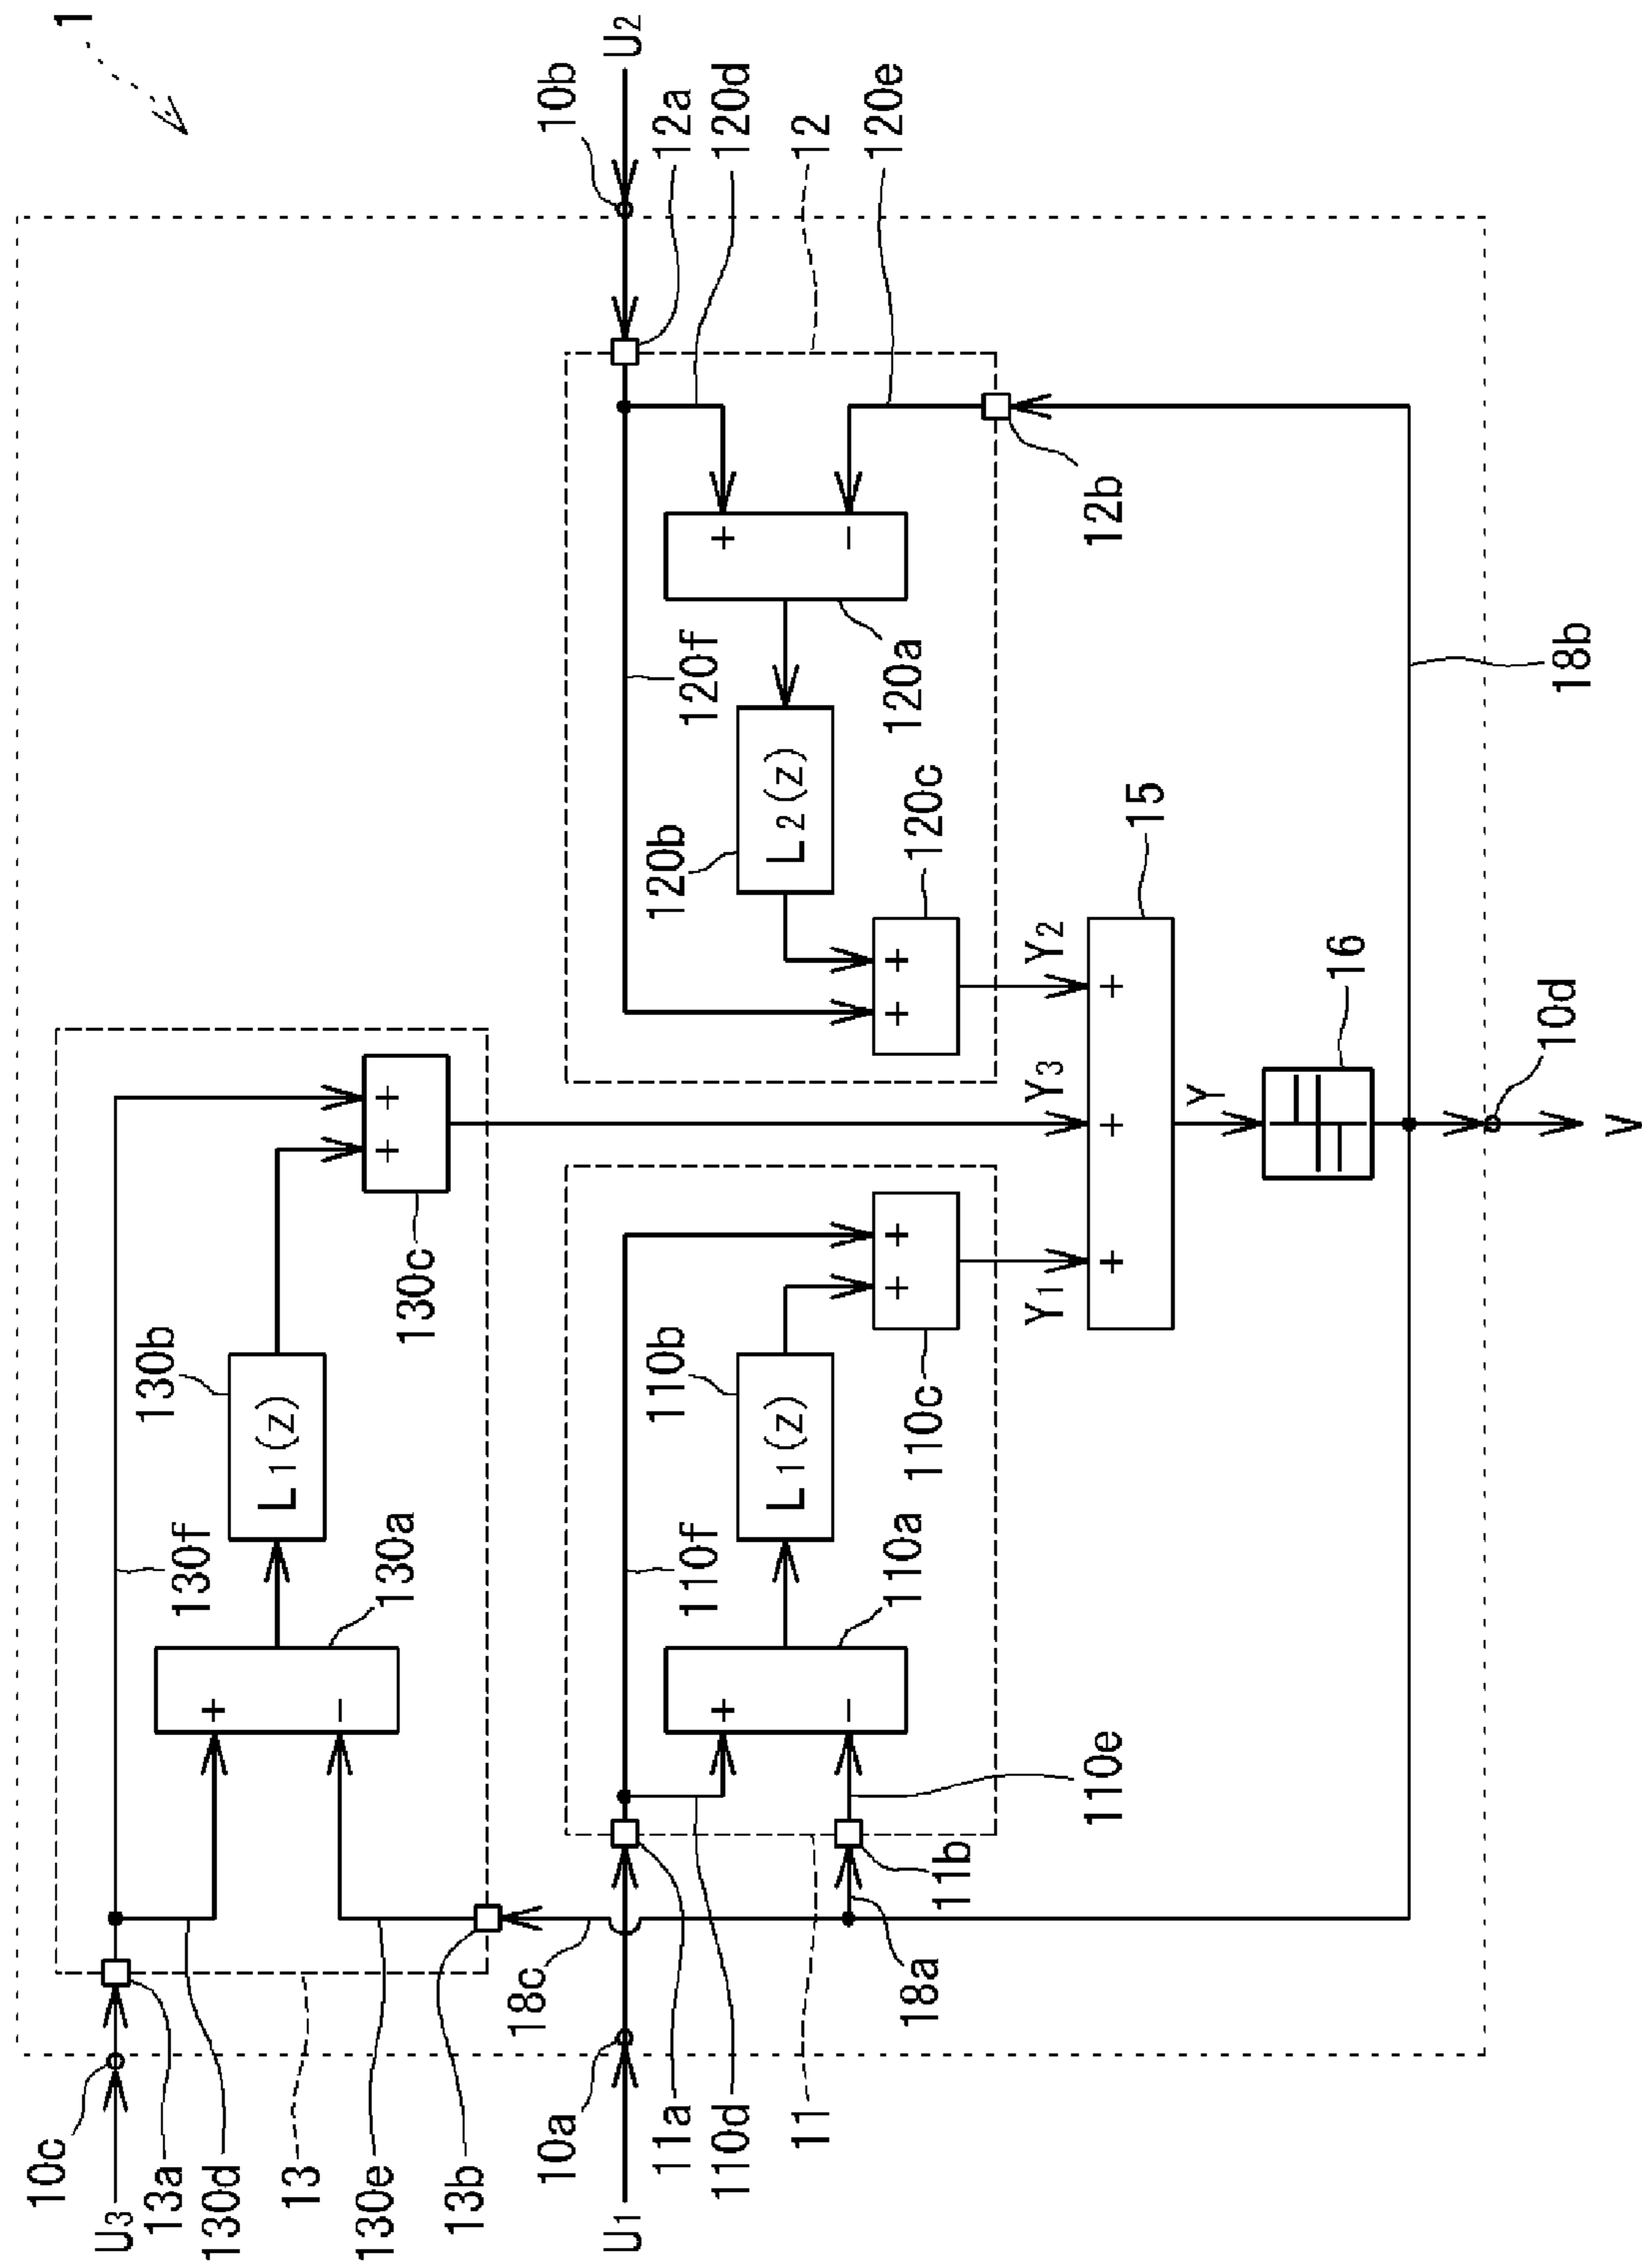 1
10c
U3
13a
130d
13
130e
13b
18c
10a
U1
11a
110d
11
18a
11b
110e
130f
130a
+
−
L1(z)
130b
130c
+
+
110f
110a
+
−
L1(z)
110b
110c
+
+
U2
10b
12a
120d
12
120e
12b
120f
120a
+
−
L2(z)
120b
120c
+
+
Y1
Y3
Y2
+
+
+
15
Y
16
18b
10d
V